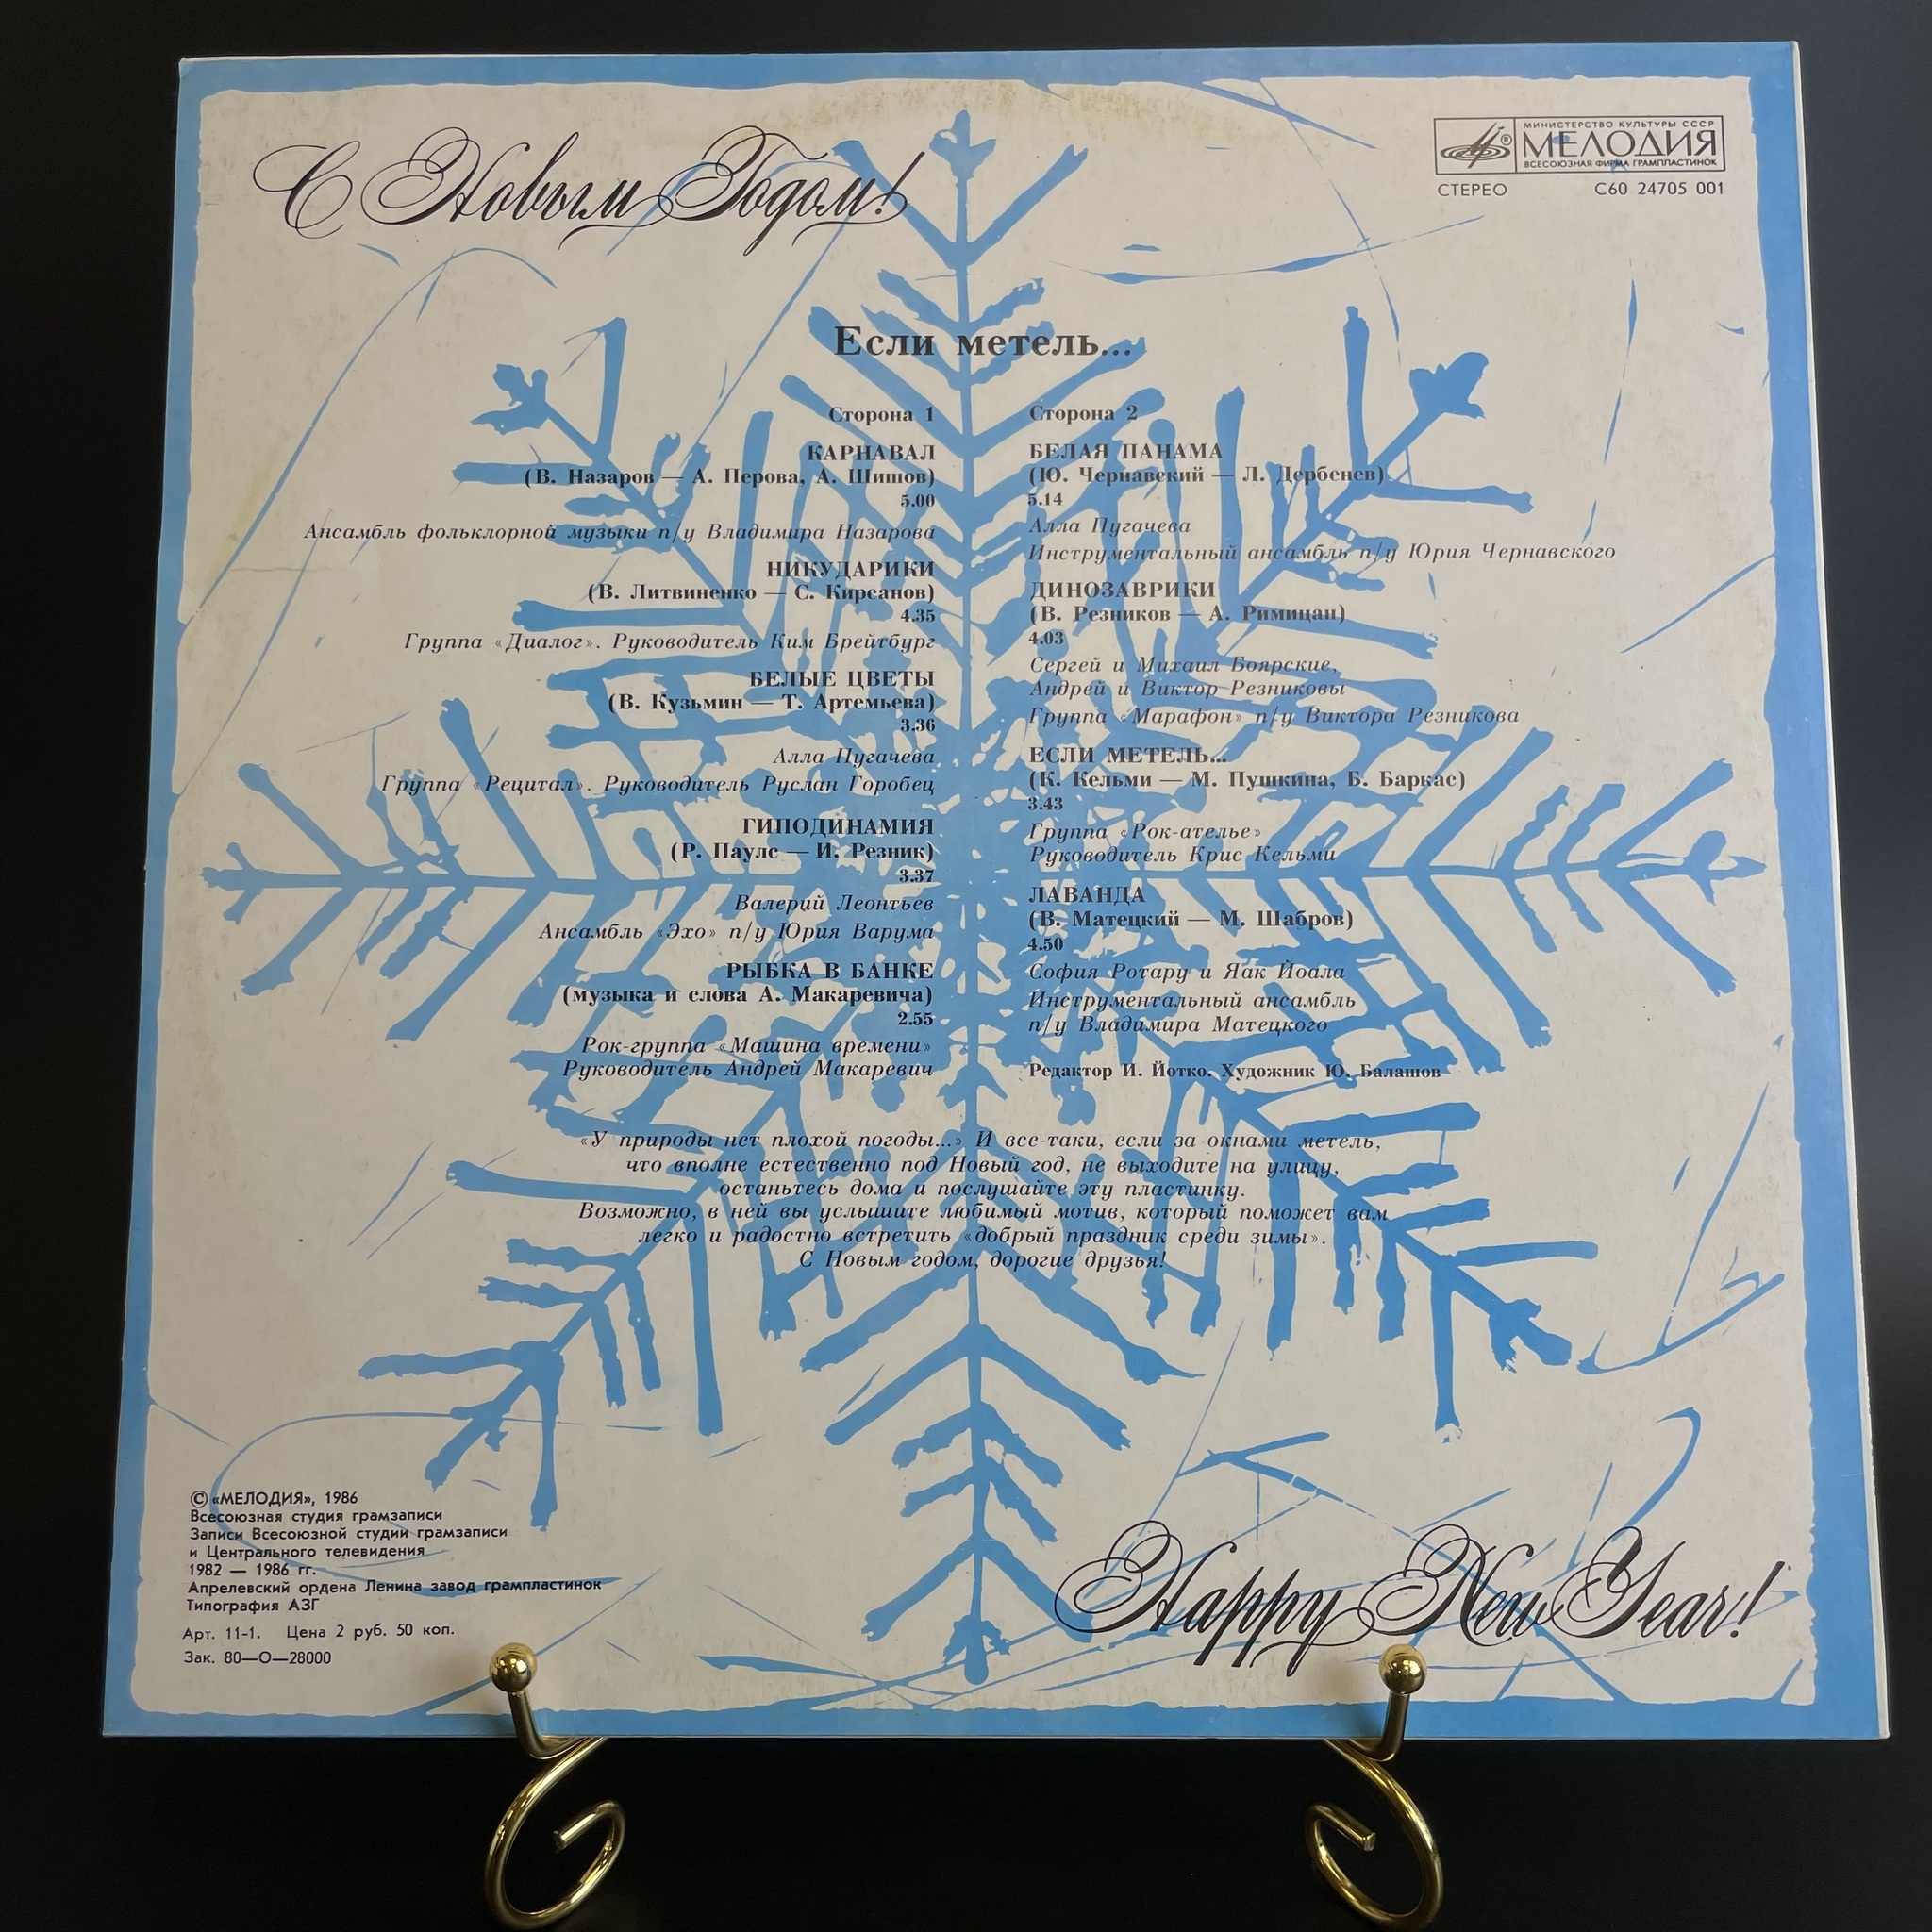 С Новым Годом!
МИНИСТЕРСТВО КУЛЬТУРЫ СССР
МЕЛОДИЯ
ВСЕСОЮЗНАЯ ФИРМА ГРАМПЛАСТИНОК
СТЕРЕО С60 24705 001
Если метель...
Сторона 1
КАРНАВАЛ
(В. Назаров — А. Перова, А. Шишов)
5.00
Ансамбль фольклорной музыки п/у Владимира Назарова
НИКУДАРИКИ
(В. Литвиненко — С. Кирсанов)
4.35
Группа «Диалог». Руководитель Ким Брейтбург
БЕЛЫЕ ЦВЕТЫ
(В. Кузьмин — Т. Артемьева)
3.36
Алла Пугачева
Группа «Рецитал». Руководитель Руслан Горобец
ГИПОДИНАМИЯ
(Р. Паулс — И. Резник)
3.37
Валерий Леонтьев
Ансамбль «Эхо» п/у Юрия Варума
РЫБКА В БАНКЕ
(музыка и слова А. Макаревича)
2.55
Рок-группа «Машина времени»
Руководитель Андрей Макаревич
Сторона 2
БЕЛАЯ ПАНАМА
(Ю. Чернавский — Л. Дербенев)
5.14
Алла Пугачева
Инструментальный ансамбль п/у Юрия Чернавского
ДИНОЗАВРИКИ
(В. Резников — А. Римицан)
4.03
Сергей и Михаил Боярские,
Андрей и Виктор Резниковы
Группа «Марафон» п/у Виктора Резникова
ЕСЛИ МЕТЕЛЬ...
(К. Кельми — М. Пушкина, Б. Баркас)
3.43
Группа «Рок-ателье»
Руководитель Крис Кельми
ЛАВАНДА
(В. Матецкий — М. Шабров)
4.50
София Ротару и Яак Йоала
Инструментальный ансамбль
п/у Владимира Матецкого
Редактор И. Йотко. Художник Ю. Балашов
«У природы нет плохой погоды...» И все-таки, если за окнами метель,
что вполне естественно под Новый год, не выходите на улицу,
останьтесь дома и послушайте эту пластинку.
Возможно, в ней вы услышите любимый мотив, который поможет вам
легко и радостно встретить «добрый праздник среди зимы».
С Новым годом, дорогие друзья!
© «МЕЛОДИЯ», 1986
Всесоюзная студия грамзаписи
Записи Всесоюзной студии грамзаписи
и Центрального телевидения
1982 — 1986 гг.
Апрелевский ордена Ленина завод грампластинок
Типография АЗГ
Арт. 11-1. Цена 2 руб. 50 коп.
Зак. 80—О—28000
Happy New Year!